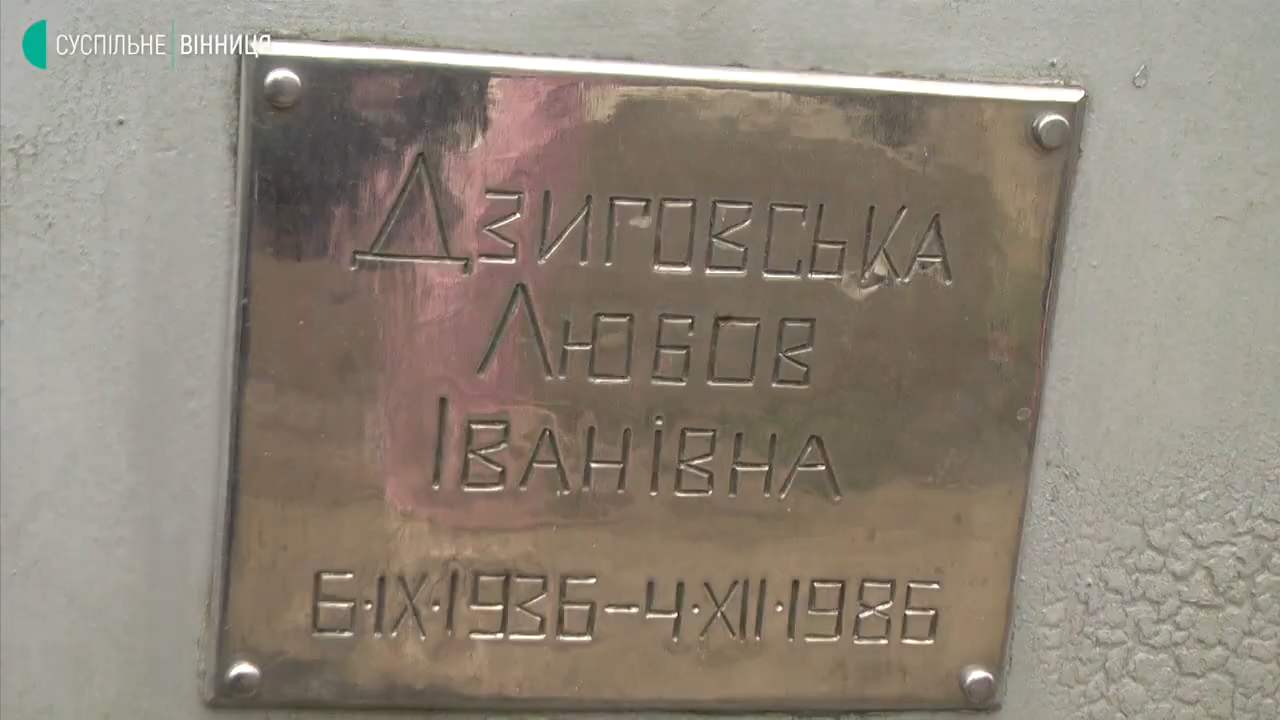 СУСПІЛЬНЕ ВІННИЦЯ
Дзиговська
Любов
Іванівна
6·IX·1936–4·XII·1986